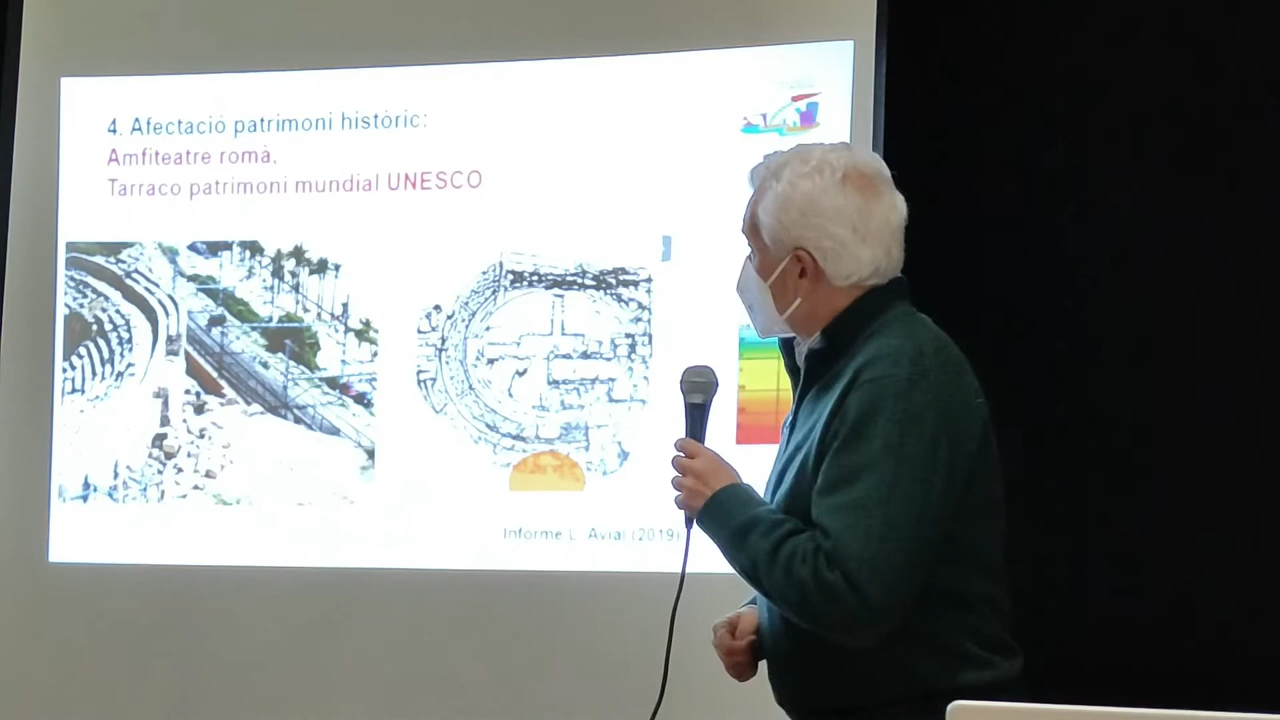 4. Afectació patrimoni històric:
Amfiteatre romà,
Tarraco patrimoni mundial UNESCO
Informe L. Avial (2019)